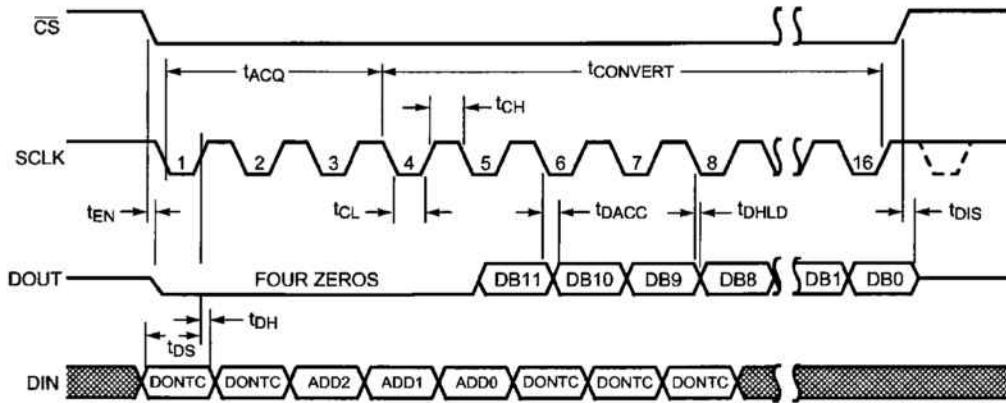 CS
tACQ
tCONVERT
tCH
SCLK
1 2 3 4 5 6 7 8 16
tEN
tCL
tDACC
tDHLD
tDIS
DOUT
FOUR ZEROS
DB11 DB10 DB9 DB8 DB1 DB0
tDH
tDS
DIN
DONTC DONTC ADD2 ADD1 ADD0 DONTC DONTC DONTC